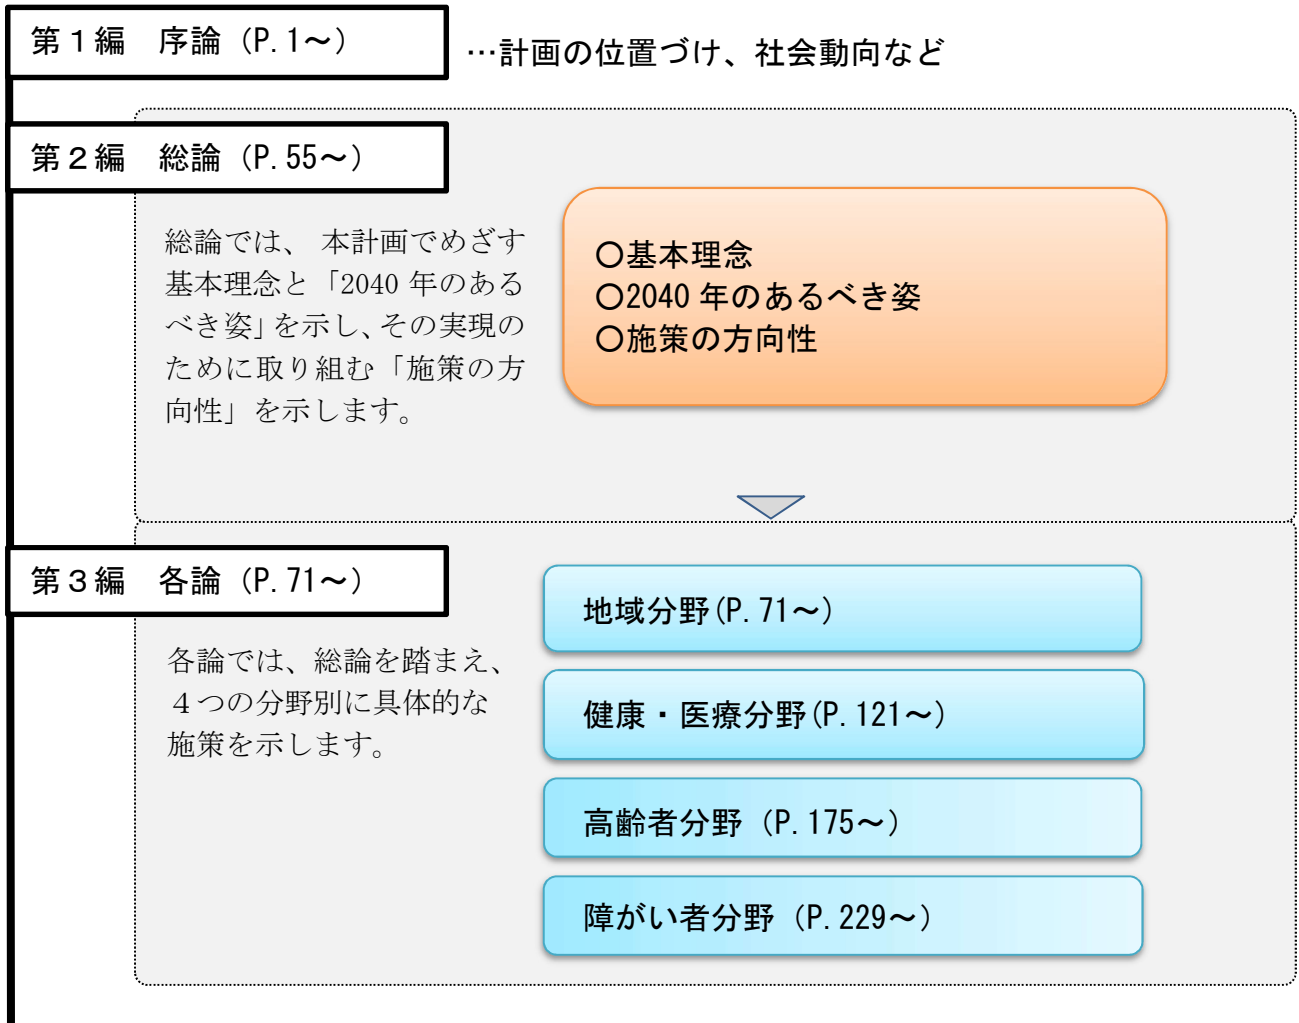 第１編　序論（P.1～）
…計画の位置づけ、社会動向など
第２編　総論（P.55～）
総論では、 本計画でめざす
基本理念と「2040 年のある
べき姿」を示し、その実現の
ために取り組む「施策の方
向性」を示します。
〇基本理念
〇2040 年のあるべき姿
〇施策の方向性
第３編　各論（P.71～）
各論では、総論を踏まえ、
４つの分野別に具体的な
施策を示します。
地域分野(P.71～）
健康・医療分野(P.121～）
高齢者分野（P.175～）
障がい者分野（P.229～）